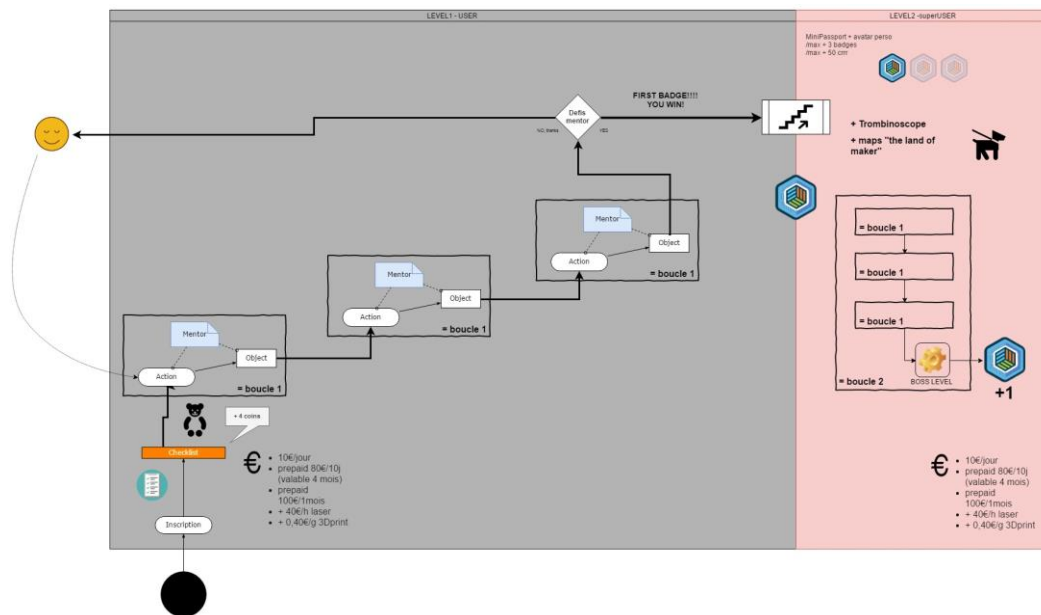 LEVEL1 - USER
LEVEL2 -superUSER
MiniPassport + avatar perso
/max = 3 badges
/max = 50 cm
FIRST BADGE!!!!
YOU WIN!
Defis
mentor
YES
+ Trombinoscope
+ maps "the land of
maker"
Mentor
Action
Object
= boucle 1
Mentor
Action
Object
= boucle 1
Mentor
Action
Object
= boucle 1
= boucle 1
= boucle 1
= boucle 1
BOSS LEVEL
= boucle 2
+1
+ 4 coins
Checklist
Inscription
€
10€/jour
prepaid 80€/10j
(valable 4 mois)
prepaid
100€/1mois
+ 40€/h laser
+ 0,40€/g 3Dprint
€
10€/jour
prepaid 80€/10j
(valable 4 mois)
prepaid
100€/1mois
+ 40€/h laser
+ 0,40€/g 3Dprint